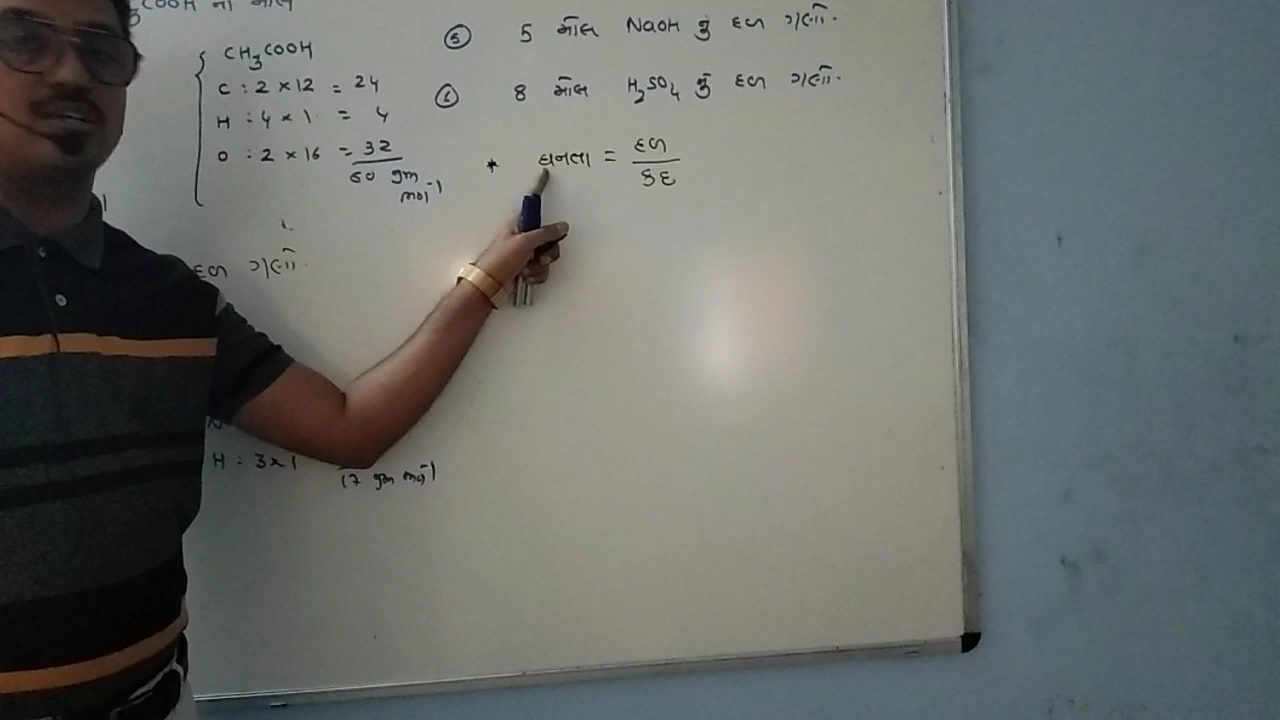 COOH ના મોલ
CH₃COOH
C : 2 × 12 = 24
H : 4 × 1 = 4
O : 2 × 16 = 32
60 gm mol⁻¹
દળ ગણો.
H - 3 × 1
17 gm mol⁻¹
⑤ 5 મોલ NaOH નું દળ ગણો.
⑥ 8 મોલ H₂SO₄ નું દળ ગણો.
* ઘનતા = દળ / કદ